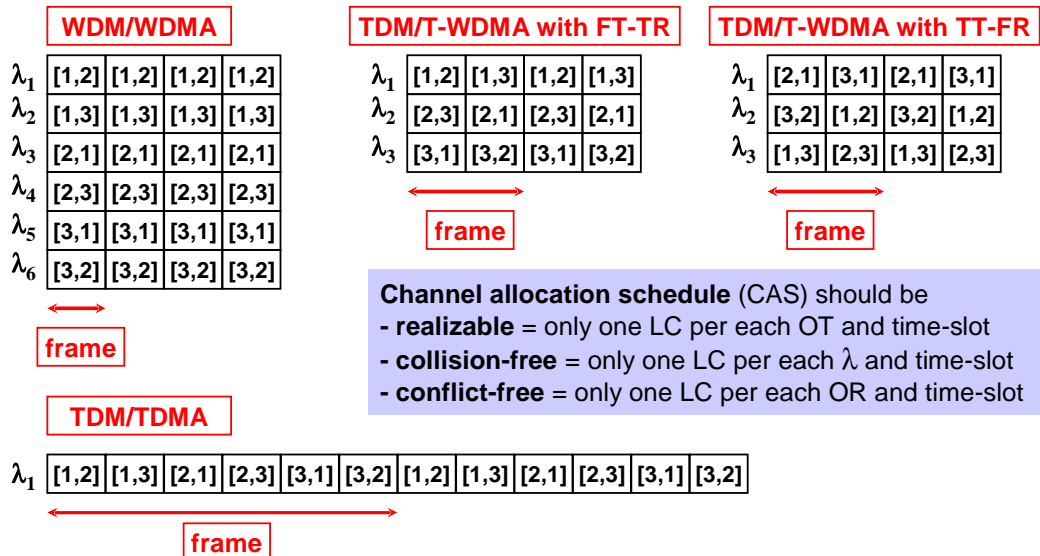 WDM/WDMA
λ1 [1,2] [1,2] [1,2] [1,2]
λ2 [1,3] [1,3] [1,3] [1,3]
λ3 [2,1] [2,1] [2,1] [2,1]
λ4 [2,3] [2,3] [2,3] [2,3]
λ5 [3,1] [3,1] [3,1] [3,1]
λ6 [3,2] [3,2] [3,2] [3,2]
frame
TDM/T-WDMA with FT-TR
λ1 [1,2] [1,3] [1,2] [1,3]
λ2 [2,3] [2,1] [2,3] [2,1]
λ3 [3,1] [3,2] [3,1] [3,2]
frame
TDM/T-WDMA with TT-FR
λ1 [2,1] [3,1] [2,1] [3,1]
λ2 [3,2] [1,2] [3,2] [1,2]
λ3 [1,3] [2,3] [1,3] [2,3]
frame
Channel allocation schedule (CAS) should be
- realizable = only one LC per each OT and time-slot
- collision-free = only one LC per each λ and time-slot
- conflict-free = only one LC per each OR and time-slot
TDM/TDMA
λ1 [1,2] [1,3] [2,1] [2,3] [3,1] [3,2] [1,2] [1,3] [2,1] [2,3] [3,1] [3,2]
frame